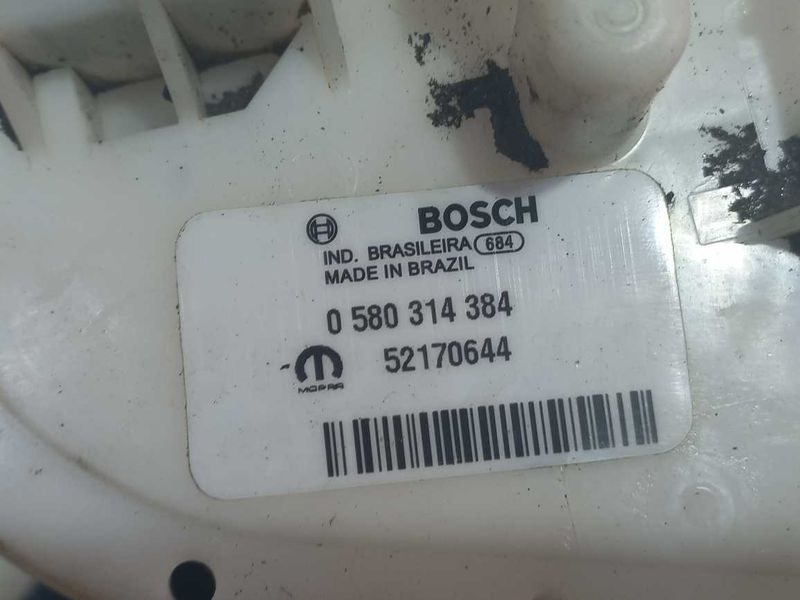 BOSCH
IND. BRASILEIRA 684
MADE IN BRAZIL
0 580 314 384
52170644
MOPAR